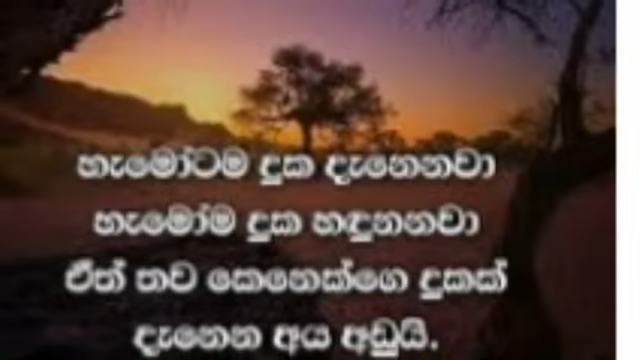 හැමෝටම දුක දැනෙනවා
හැමෝම දුක හඳුනනවා
ඒත් තව කෙනෙක්ගෙ දුකක්
දැනෙන අය අඩුයි.